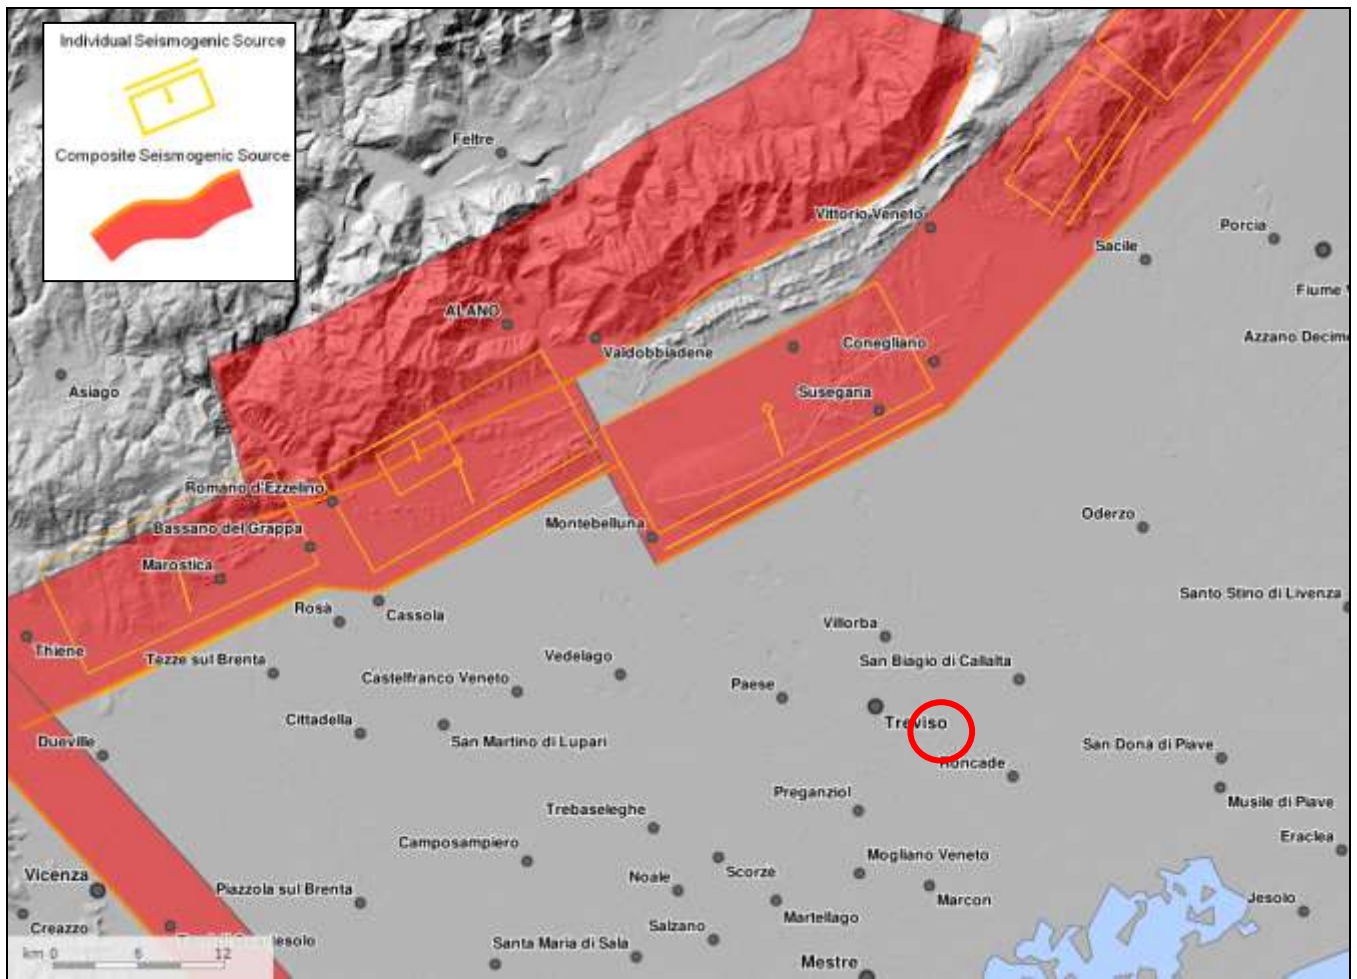 Individual Seismogenic Source
Composite Seismogenic Source
Feltre
Vittorio Veneto
Porcia
Sacile
Fiume V
ALANO
Azzano Decim
Valdobbiadene
Conegliano
Asiago
Susegana
Romano d'Ezzelino
Oderzo
Montebelluna
Bassano del Grappa
Marostica
Santo Stino di Livenza
Rosà
Cassola
Villorba
Thiene
Tezze sul Brenta
Vedelago
San Biagio di Callalta
Castelfranco Veneto
Paese
Cittadella
Treviso
Dueville
San Martino di Lupari
San Donà di Piave
Roncade
Preganziol
Musile di Piave
Trebaseleghe
Eraclea
Camposampiero
Mogliano Veneto
Vicenza
Scorzè
Noale
Piazzola sul Brenta
Marcon
Jesolo
Martellago
Creazzo
Salzano
Santa Maria di Sala
km 0 6 12
Mestre